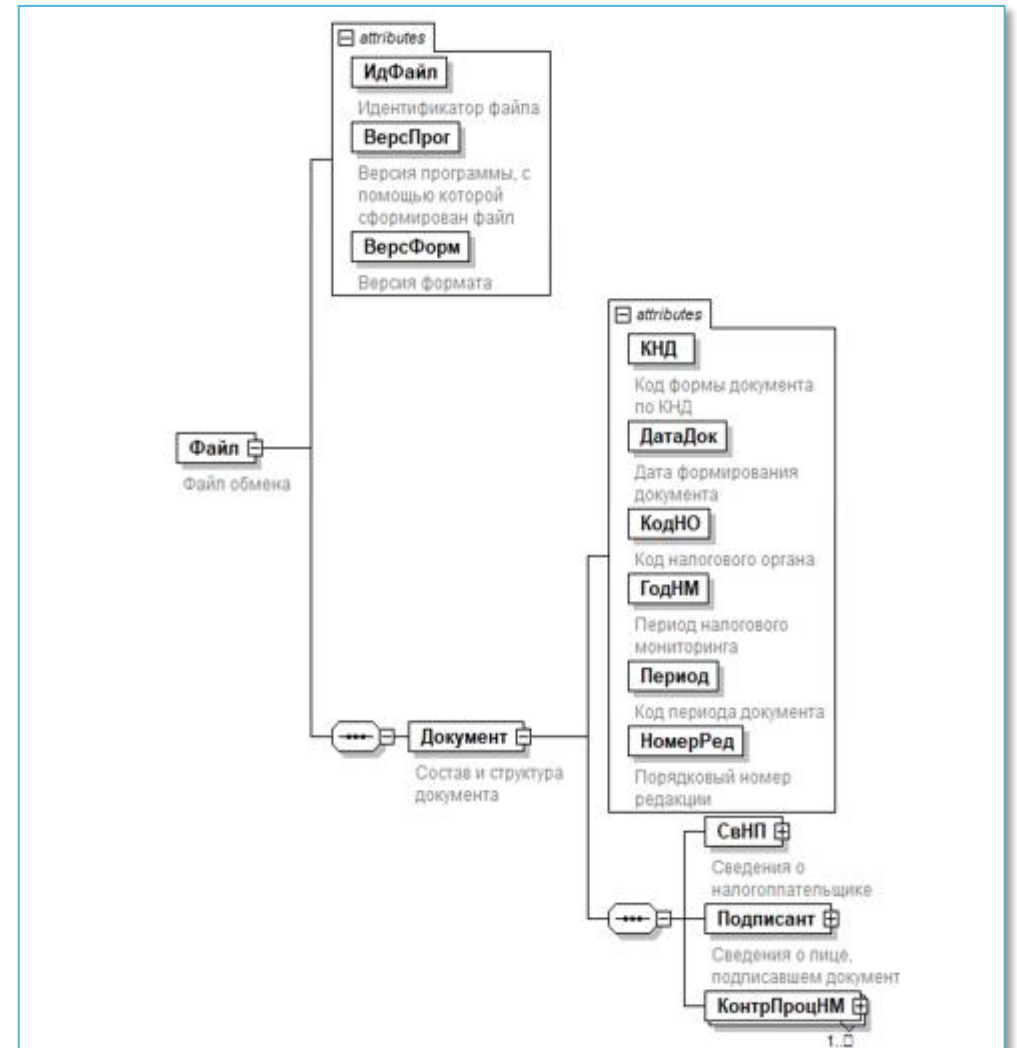 attributes
ИдФайл
Идентификатор файла
ВерсПрог
Версия программы, с
помощью которой
сформирован файл
ВерсФорм
Версия формата
Файл
Файл обмена
Документ
Состав и структура
документа
attributes
КНД
Код формы документа
по КНД
ДатаДок
Дата формирования
документа
КодНО
Код налогового органа
ГодНМ
Период налогового
мониторинга
Период
Код периода документа
НомерРед
Порядковый номер
редакции
СвНП
Сведения о
налогоплательщике
Подписант
Сведения о лице,
подписавшем документ
КонтрПроцНМ
1..□